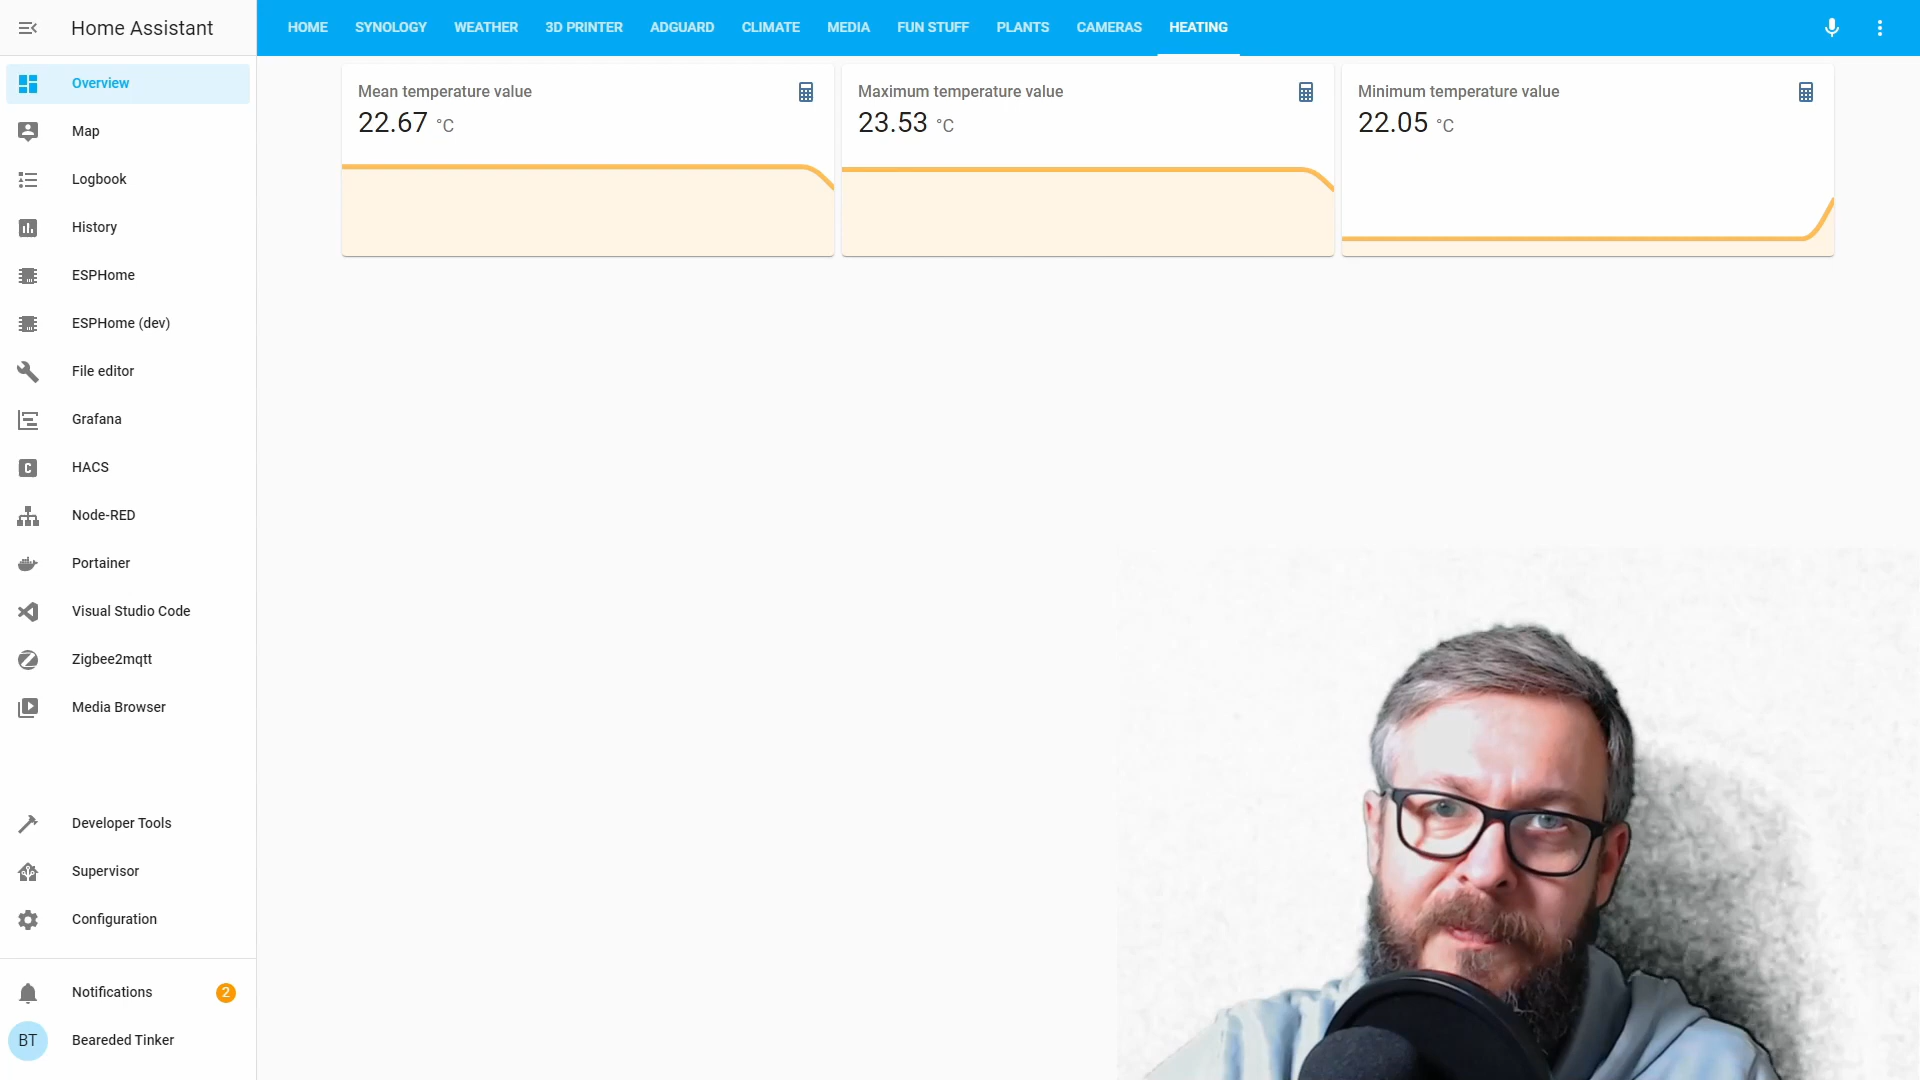 Home Assistant
HOME SYNOLOGY WEATHER 3D PRINTER ADGUARD CLIMATE MEDIA FUN STUFF PLANTS CAMERAS HEATING
Overview
Map
Logbook
History
ESPHome
ESPHome (dev)
File editor
Grafana
C HACS
Node-RED
Portainer
Visual Studio Code
Zigbee2mqtt
Media Browser
Developer Tools
Supervisor
Configuration
Notifications 2
BT Beareded Tinker
Mean temperature value
22.67 °C
Maximum temperature value
23.53 °C
Minimum temperature value
22.05 °C